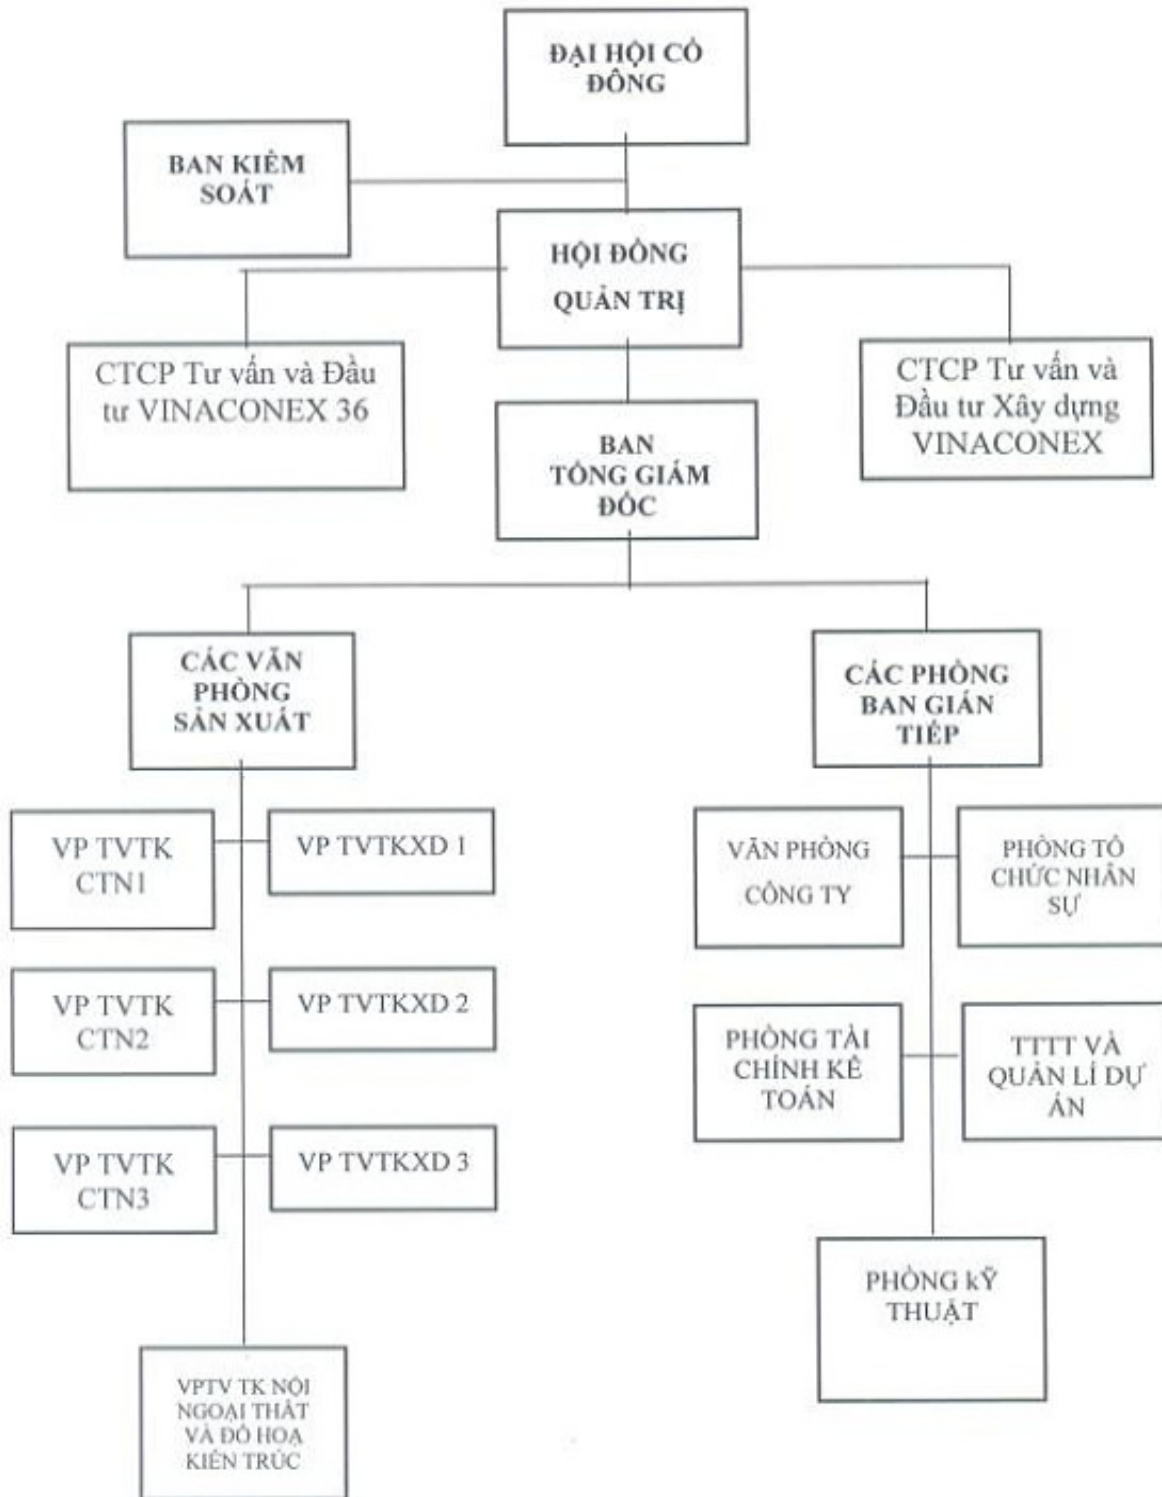 ĐẠI HỘI CỔ
ĐÔNG
BAN KIỂM
SOÁT
HỘI ĐỒNG
QUẢN TRỊ
CTCP Tư vấn và Đầu
tư VINACONEX 36
CTCP Tư vấn và
Đầu tư Xây dựng
VINACONEX
BAN
TỔNG GIÁM
ĐỐC
CÁC VĂN
PHÒNG
SẢN XUẤT
CÁC PHÒNG
BAN GIÁN
TIẾP
VP TVTK
CTN1
VP TVTKXD 1
VĂN PHÒNG
CÔNG TY
PHÒNG TỔ
CHỨC NHÂN
SỰ
VP TVTK
CTN2
VP TVTKXD 2
PHÒNG TÀI
CHÍNH KẾ
TOÁN
TTTT VÀ
QUẢN LÍ DỰ
ÁN
VP TVTK
CTN3
VP TVTKXD 3
PHÒNG kỸ
THUẬT
VPTV TK NỘI
NGOẠI THẤT
VÀ ĐỒ HOẠ
KIẾN TRÚC